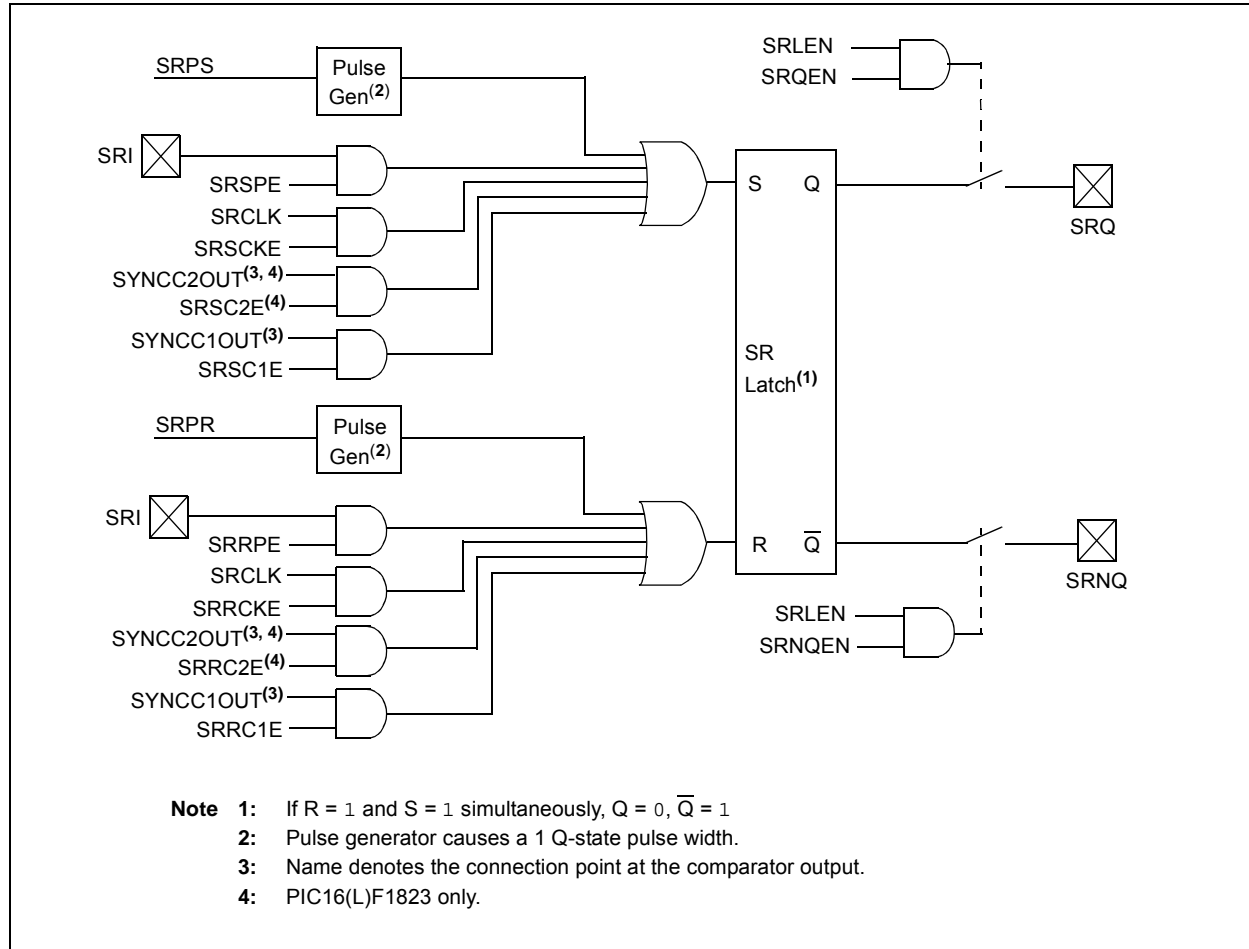 SRPS
Pulse
Gen(2)
SRI
SRSPE
SRCLK
SRSCKE
SYNCC2OUT(3, 4)
SRSC2E(4)
SYNCC1OUT(3)
SRSC1E
SRPR
Pulse
Gen(2)
SRI
SRRPE
SRCLK
SRRCKE
SYNCC2OUT(3, 4)
SRRC2E(4)
SYNCC1OUT(3)
SRRC1E
S Q
SR
Latch(1)
R Q̅
SRLEN
SRQEN
SRQ
SRLEN
SRNQEN
SRNQ
Note 1: If R = 1 and S = 1 simultaneously, Q = 0, Q̅ = 1
2: Pulse generator causes a 1 Q-state pulse width.
3: Name denotes the connection point at the comparator output.
4: PIC16(L)F1823 only.